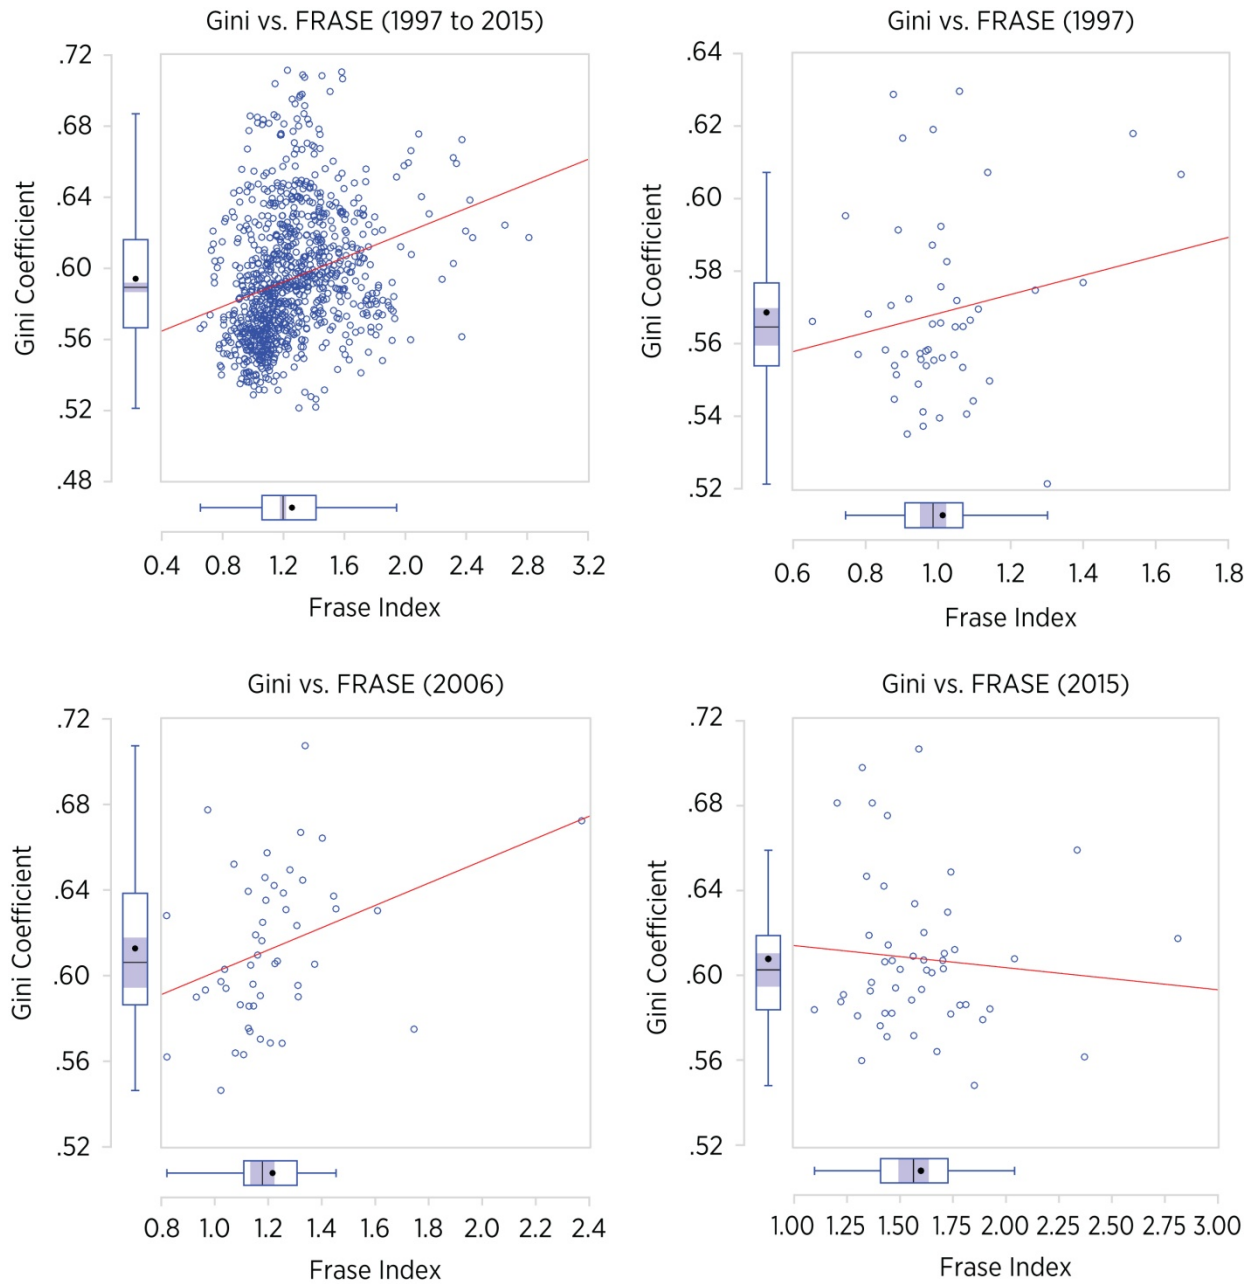 Gini vs. FRASE (1997 to 2015)
.72
.68
.64
.60
.56
.52
.48
Gini Coefficient
0.4 0.8 1.2 1.6 2.0 2.4 2.8 3.2
Frase Index
Gini vs. FRASE (1997)
.64
.62
.60
.58
.56
.54
.52
Gini Coefficient
0.6 0.8 1.0 1.2 1.4 1.6 1.8
Frase Index
Gini vs. FRASE (2006)
.72
.68
.64
.60
.56
.52
Gini Coefficient
0.8 1.0 1.2 1.4 1.6 1.8 2.0 2.2 2.4
Frase Index
Gini vs. FRASE (2015)
.72
.68
.64
.60
.56
.52
Gini Coefficient
1.00 1.25 1.50 1.75 2.00 2.25 2.50 2.75 3.00
Frase Index